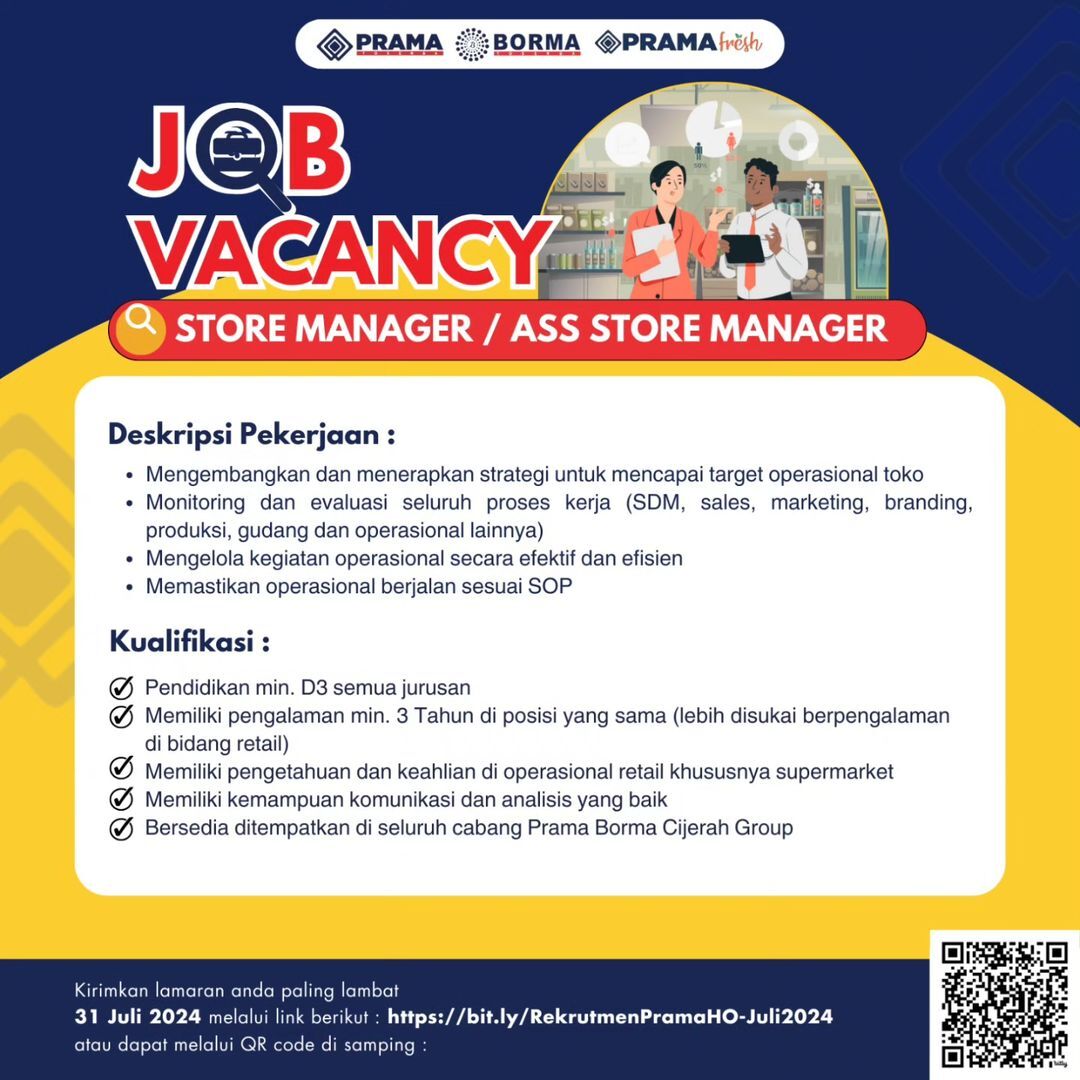 PRAMA BORMA PRAMA fresh
JOB
VACANCY
50%
STORE MANAGER / ASS STORE MANAGER
Deskripsi Pekerjaan :
• Mengembangkan dan menerapkan strategi untuk mencapai target operasional toko
• Monitoring dan evaluasi seluruh proses kerja (SDM, sales, marketing, branding,
produksi, gudang dan operasional lainnya)
• Mengelola kegiatan operasional secara efektif dan efisien
• Memastikan operasional berjalan sesuai SOP
Kualifikasi :
Pendidikan min. D3 semua jurusan
Memiliki pengalaman min. 3 Tahun di posisi yang sama (lebih disukai berpengalaman
di bidang retail)
Memiliki pengetahuan dan keahlian di operasional retail khususnya supermarket
Memiliki kemampuan komunikasi dan analisis yang baik
Bersedia ditempatkan di seluruh cabang Prama Borma Cijerah Group
Kirimkan lamaran anda paling lambat
31 Juli 2024 melalui link berikut : https://bit.ly/RekrutmenPramaHO-Juli2024
atau dapat melalui QR code di samping :